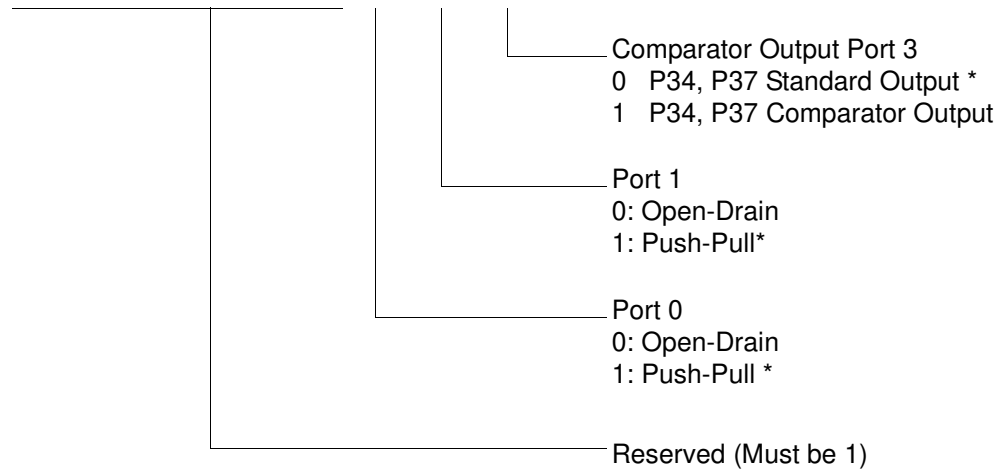 Comparator Output Port 3
0 P34, P37 Standard Output *
1 P34, P37 Comparator Output
Port 1
0: Open-Drain
1: Push-Pull*
Port 0
0: Open-Drain
1: Push-Pull *
Reserved (Must be 1)